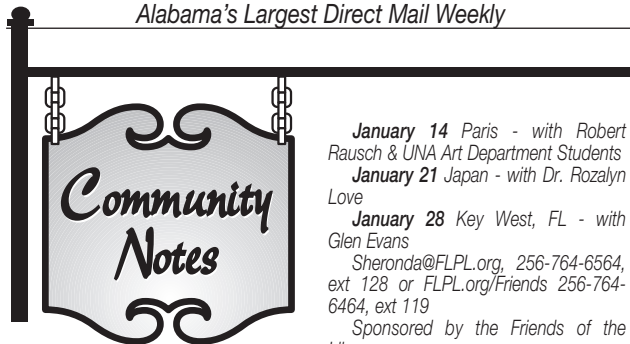 Alabama's Largest Direct Mail Weekly
Community
Notes
January 14 Paris - with Robert
Rausch & UNA Art Department Students
January 21 Japan - with Dr. Rozalyn
Love
January 28 Key West, FL - with
Glen Evans
Sheronda@FLPL.org, 256-764-6564,
ext 128 or FLPL.org/Friends 256-764-
6464, ext 119
Sponsored by the Friends of the